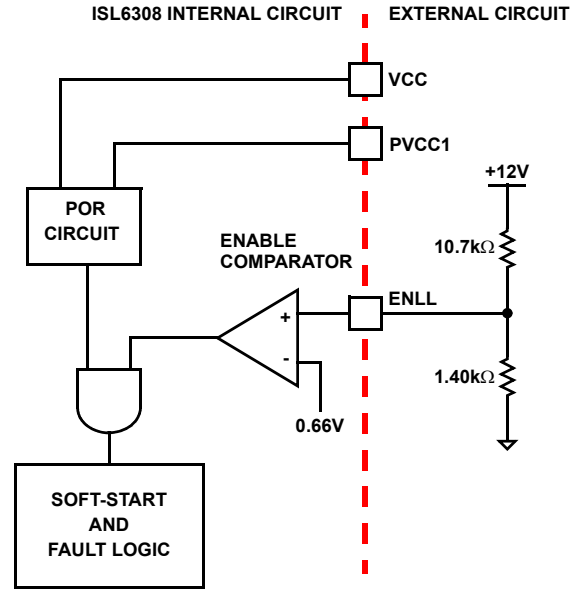 ISL6308 INTERNAL CIRCUIT
EXTERNAL CIRCUIT
VCC
PVCC1
+12V
POR
CIRCUIT
10.7kΩ
ENABLE
COMPARATOR
ENLL
+
-
1.40kΩ
0.66V
SOFT-START
AND
FAULT LOGIC